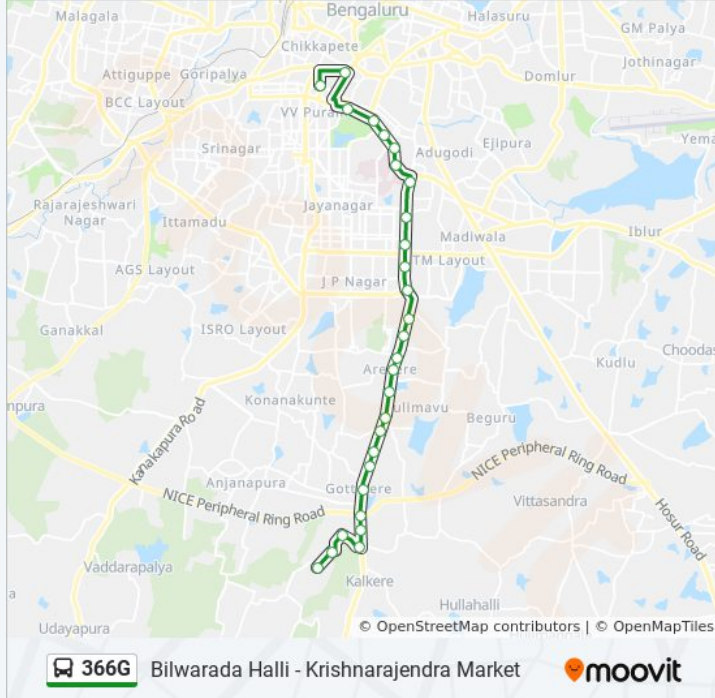 Malagala
Bengaluru
Halasuru
GM Palya
Chikkapete
Jothinagar
Attiguppe
Goripalya
Domlur
BCC Layout
VV Puram
Yema
Srinagar
Adugodi
Ejipura
Rajarajeshwari
Nagar
Jayanagar
Ittamadu
Madiwala
Iblur
AGS Layout
TM Layout
J P Nagar
Ganakkal
ISRO Layout
Choodas
Kudlu
Arekere
mpura
Konanakunte
ulimavu
Beguru
Kanakapura Road
NICE Peripheral Ring Road
Anjanapura
Gottigere
NICE Peripheral Ring Road
Vittasandra
Hosur Road
Vaddarapalya
Kalkere
a
Hullahalli
Udayapura
© OpenStreetMap contributors | © OpenMapTiles
366G Bilwarada Halli - Krishnarajendra Market moovit